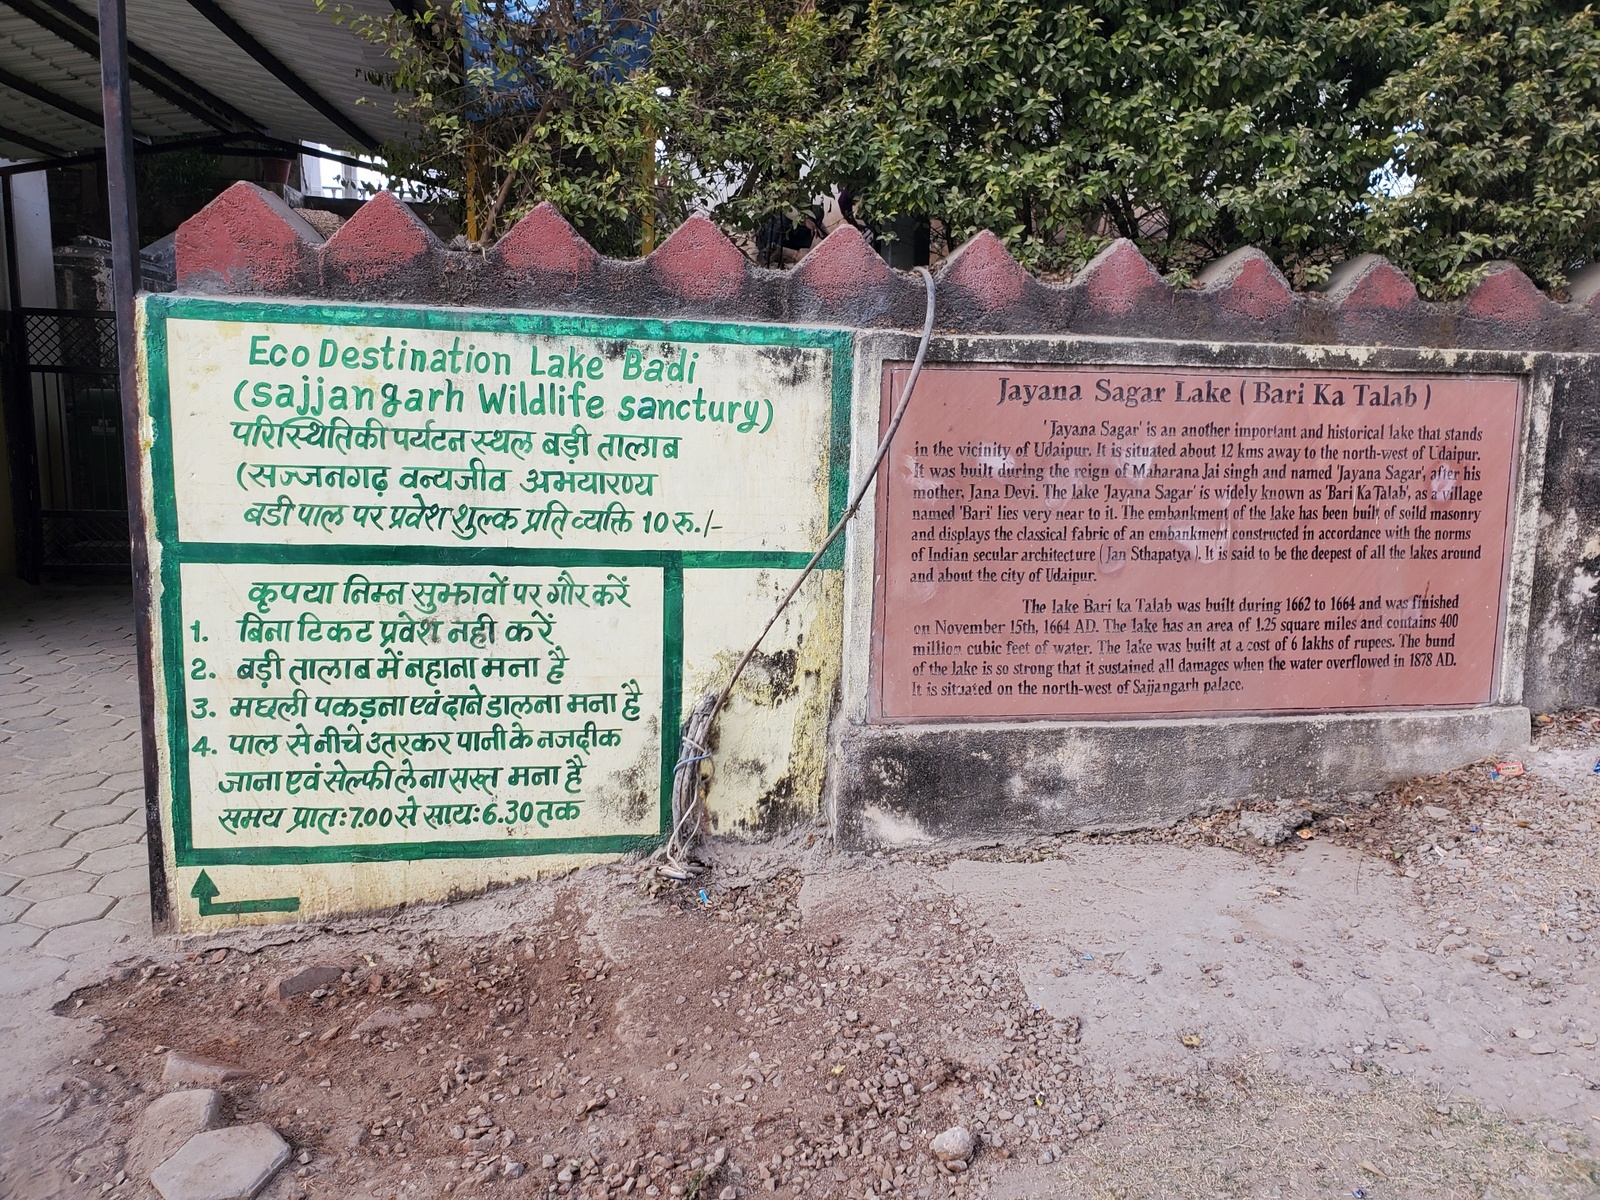 Eco Destination Lake Badi
(Sajjangarh Wildlife sanctury)
परिस्थितिकी पर्यटन स्थल बड़ी तालाब
(सज्जनगढ़ वन्यजीव अभयारण्य
बडी पाल पर प्रवेश शुल्क प्रति व्यक्ति 10 रु./-
कृपया निम्न सुझावों पर गौर करें
1. बिना टिकट प्रवेश नही करें
2. बड़ी तालाब में नहाना मना है
3. मछली पकड़ना एवं दाने डालना मना है
4. पाल से नीचे उतरकर पानी के नजदीक
जाना एवं सेल्फी लेना सख्त मना है
समय प्रात: 7.00 से साय: 6.30 तक
Jayana Sagar Lake ( Bari Ka Talab )
'Jayana Sagar' is an another important and historical lake that stands
in the vicinity of Udaipur. It is situated about 12 kms away to the north-west of Udaipur.
It was built during the reign of Maharana Jai singh and named 'Jayana Sagar', after his
mother, Jana Devi. The lake 'Jayana Sagar' is widely known as 'Bari Ka Talab', as a village
named 'Bari' lies very near to it. The embankment of the lake has been built of soild masonry
and displays the classical fabric of an embankment constructed in accordance with the norms
of Indian secular architecture ( Jan Sthapatya ). It is said to be the deepest of all the lakes around
and about the city of Udaipur.
The lake Bari ka Talab was built during 1662 to 1664 and was finished
on November 15th, 1664 AD. The lake has an area of 1.25 square miles and contains 400
million cubic feet of water. The lake was built at a cost of 6 lakhs of rupees. The bund
of the lake is so strong that it sustained all damages when the water overflowed in 1878 AD.
It is situated on the north-west of Sajjangarh palace.